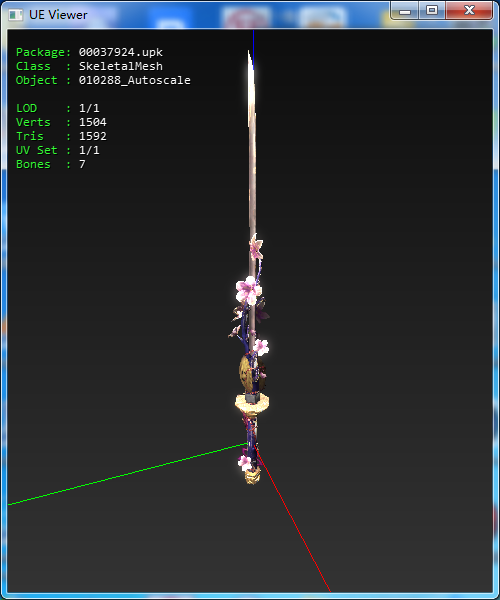 UE Viewer
Package: 00037924.upk
Class : SkeletalMesh
Object : 010288_Autoscale
LOD : 1/1
Verts : 1504
Tris : 1592
UV Set : 1/1
Bones : 7